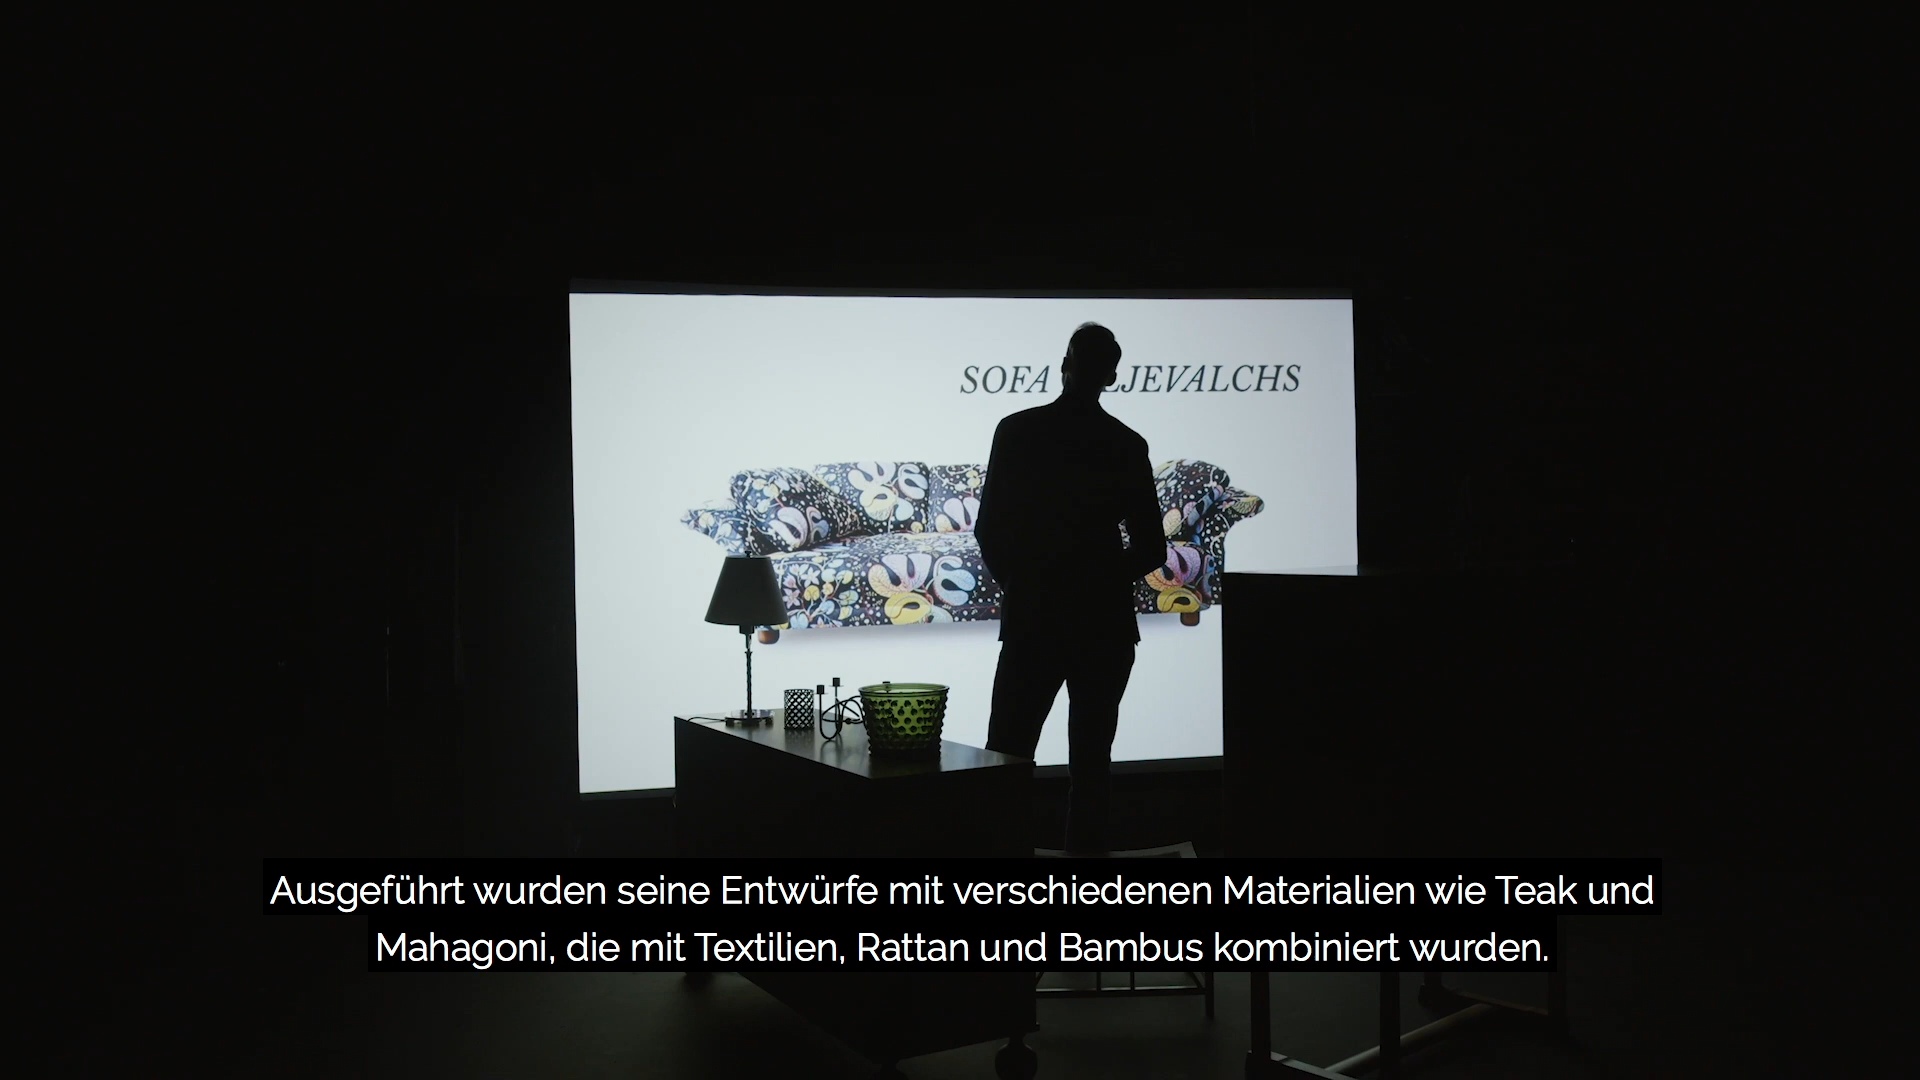 SOFA LJEVALCHS
Ausgeführt wurden seine Entwürfe mit verschiedenen Materialien wie Teak und
Mahagoni, die mit Textilien, Rattan und Bambus kombiniert wurden.